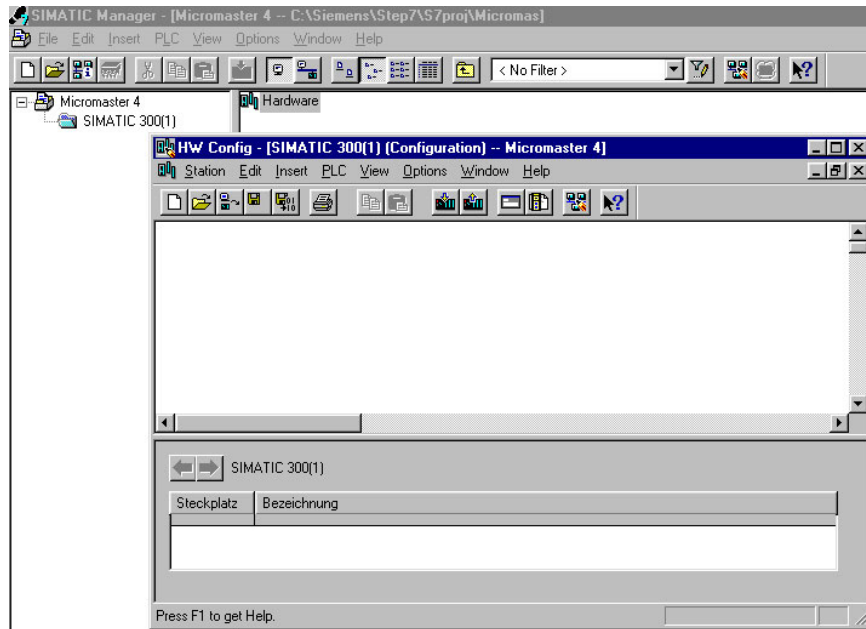 SIMATIC Manager - [Micromaster 4 -- C:\Siemens\Step7\S7proj\Micromas]
File Edit Insert PLC View Options Window Help
< No Filter >
Micromaster 4
SIMATIC 300(1)
Hardware
HW Config - [SIMATIC 300(1) (Configuration) -- Micromaster 4]
Station Edit Insert PLC View Options Window Help
SIMATIC 300(1)
Steckplatz Bezeichnung
Press F1 to get Help.